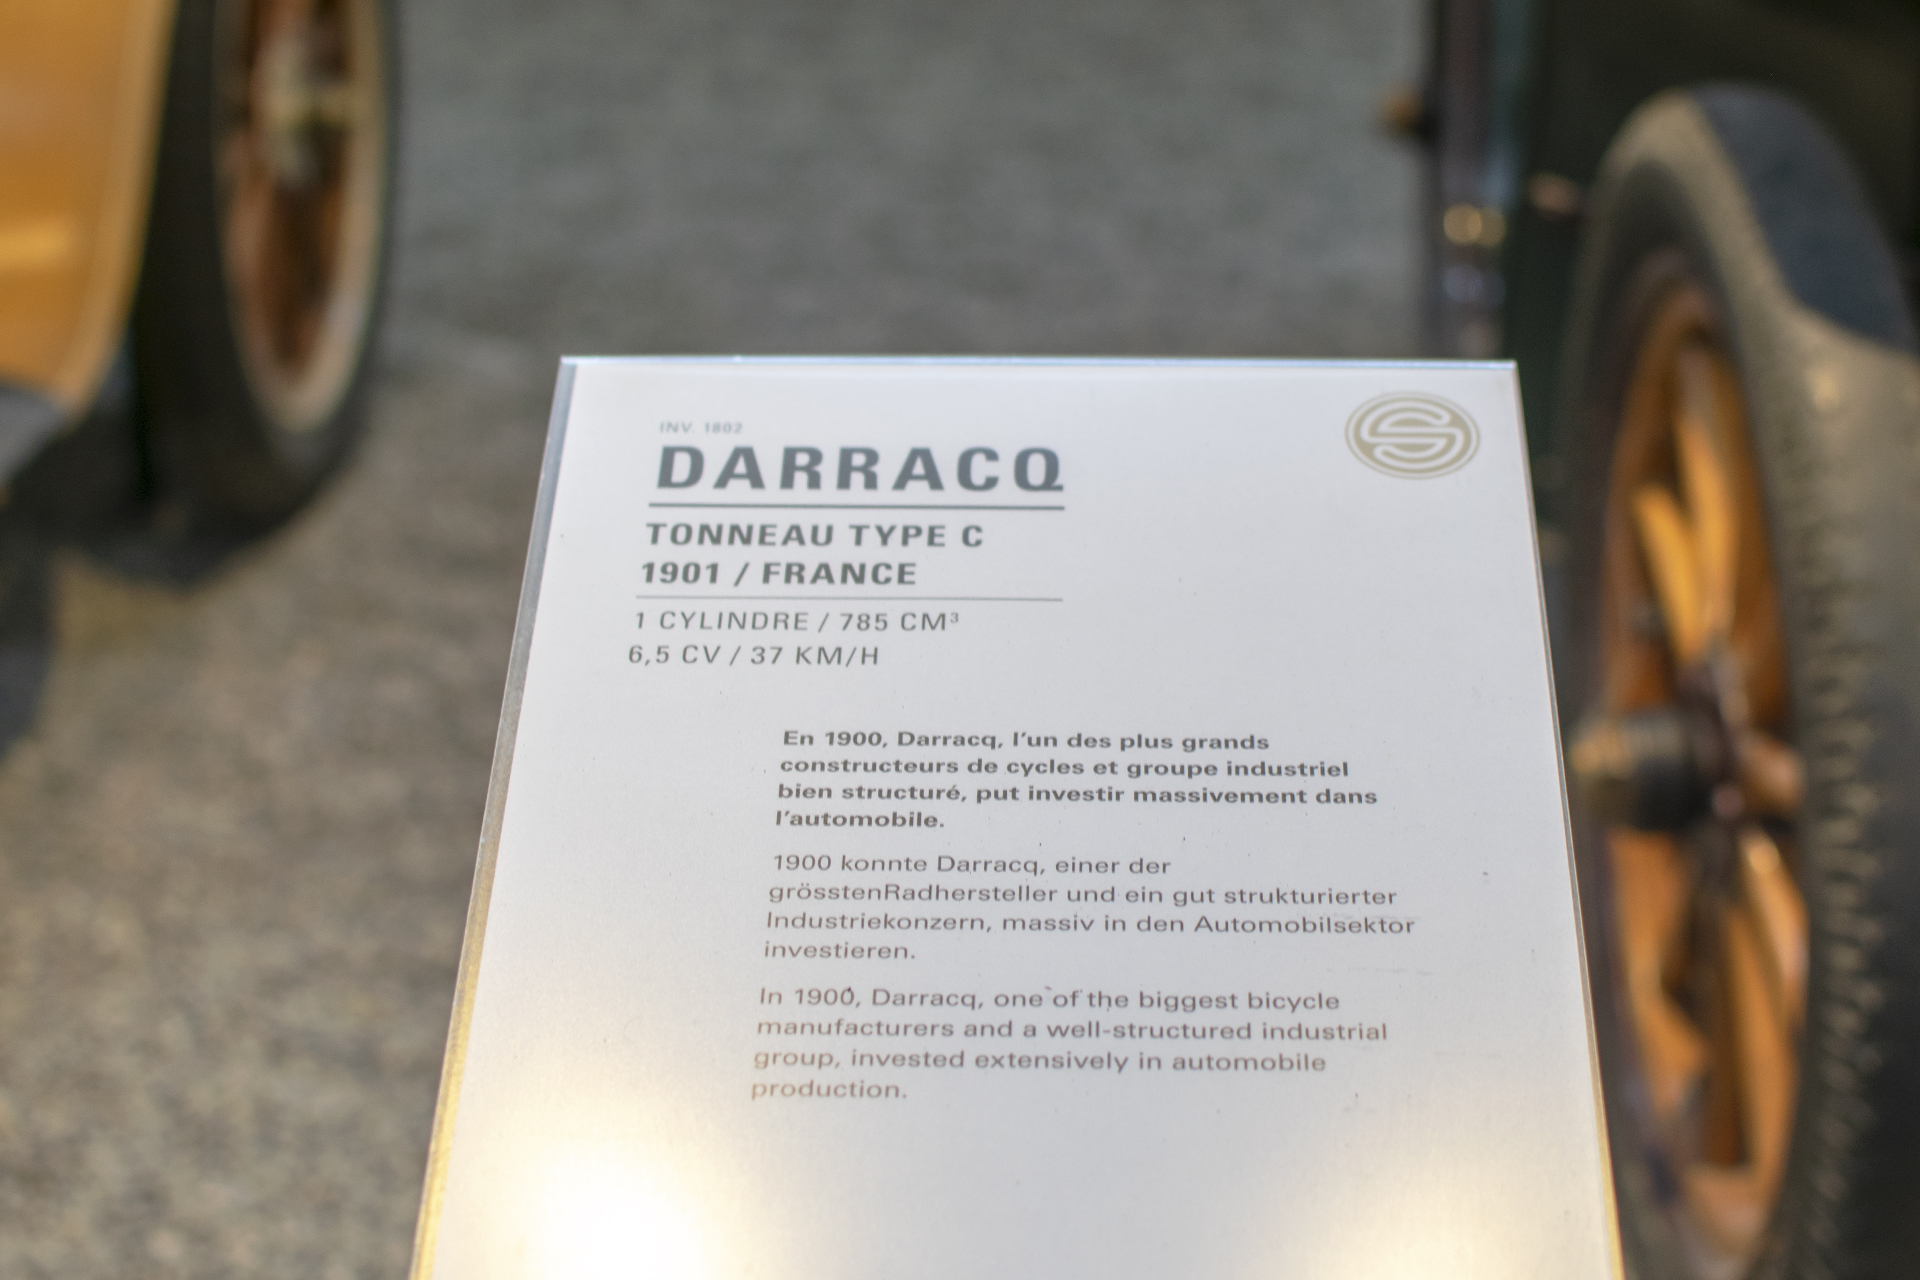 INV. 1802
DARRACQ
TONNEAU TYPE C
1901 / FRANCE
1 CYLINDRE / 785 CM³
6,5 CV / 37 KM/H
En 1900, Darracq, l'un des plus grands
constructeurs de cycles et groupe industriel
bien structuré, put investir massivement dans
l'automobile.
1900 konnte Darracq, einer der
grösstenRadhersteller und ein gut strukturierter
Industriekonzern, massiv in den Automobilsektor
investieren.
In 1900, Darracq, one of the biggest bicycle
manufacturers and a well-structured industrial
group, invested extensively in automobile
production.